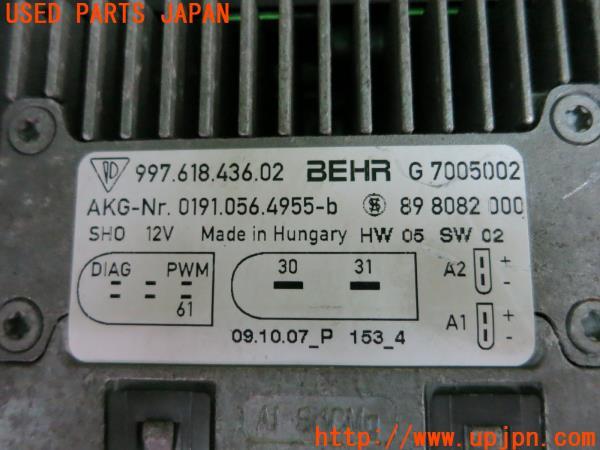 USED PARTS JAPAN
997.618.436.02 BEHR G 7005002
AKG-Nr. 0191.056.4955-b 89 8082 000
SHO 12V Made in Hungary HW 05 SW 02
DIAG PWM 30 31 A2 + -
61
A1 + -
09.10.07_P 153_4
http://www.upjpn.com